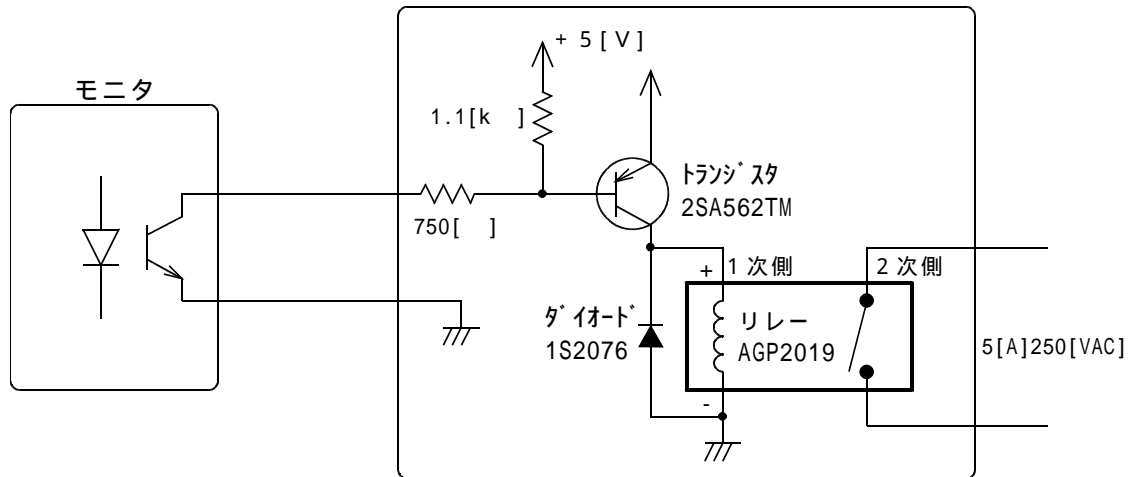 モニタ
+ 5 [ V ]
1.1[k　]
トランジスタ
2SA562TM
750[　]
+
1 次側
2 次側
ダイオード
1S2076
リレー
AGP2019
5[A]250[VAC]
-